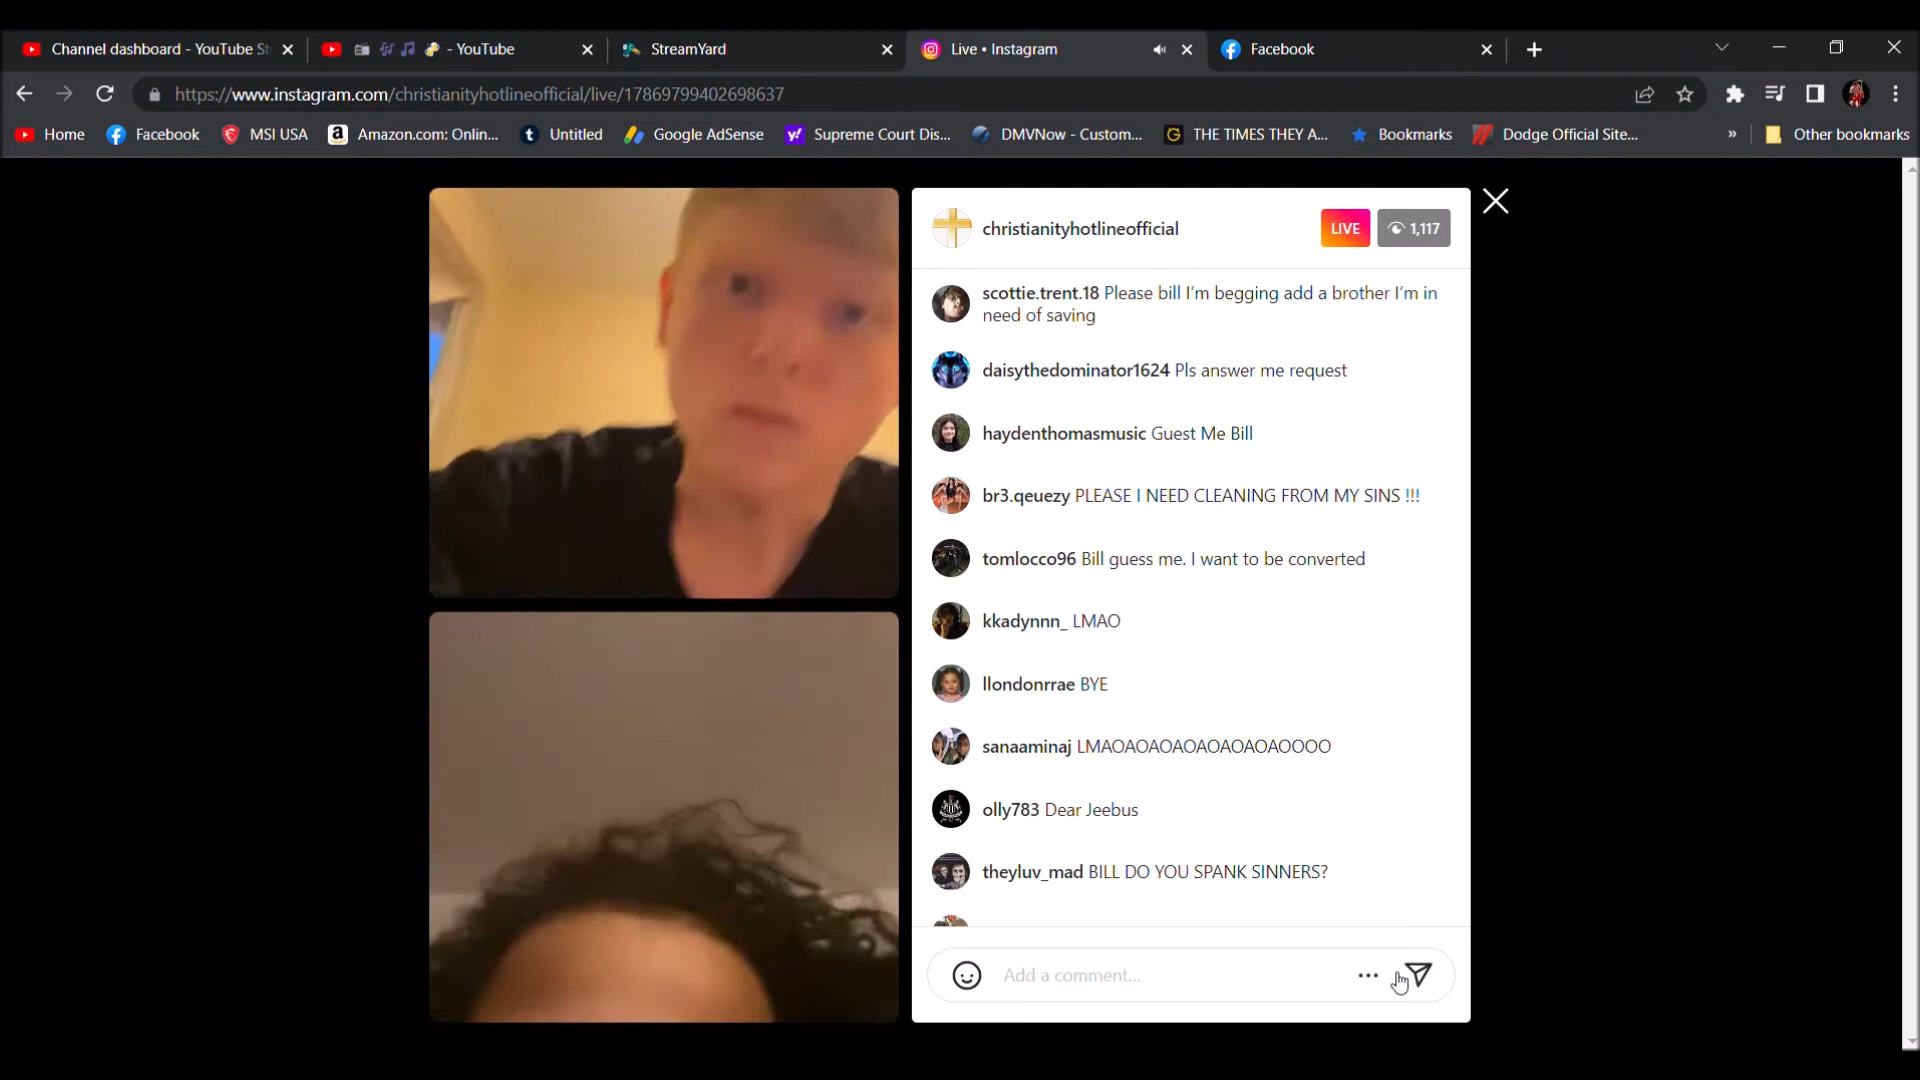 Channel dashboard - YouTube St
- YouTube
StreamYard
Live • Instagram
Facebook
https://www.instagram.com/christianityhotlineofficial/live/17869799402698637
Home
Facebook
MSI USA
Amazon.com: Onlin...
Untitled
Google AdSense
Supreme Court Dis...
DMVNow - Custom...
THE TIMES THEY A...
Bookmarks
Dodge Official Site...
»
Other bookmarks
christianityhotlineofficial
LIVE
1,117
scottie.trent.18 Please bill I'm begging add a brother I'm in
need of saving
daisythedominator1624 Pls answer me request
haydenthomasmusic Guest Me Bill
br3.qeuezy PLEASE I NEED CLEANING FROM MY SINS !!!
tomlocco96 Bill guess me. I want to be converted
kkadynnn_ LMAO
llondonrrae BYE
sanaaminaj LMAOAOAOAOAOAOAOAOOOO
olly783 Dear Jeebus
theyluv_mad BILL DO YOU SPANK SINNERS?
Add a comment...